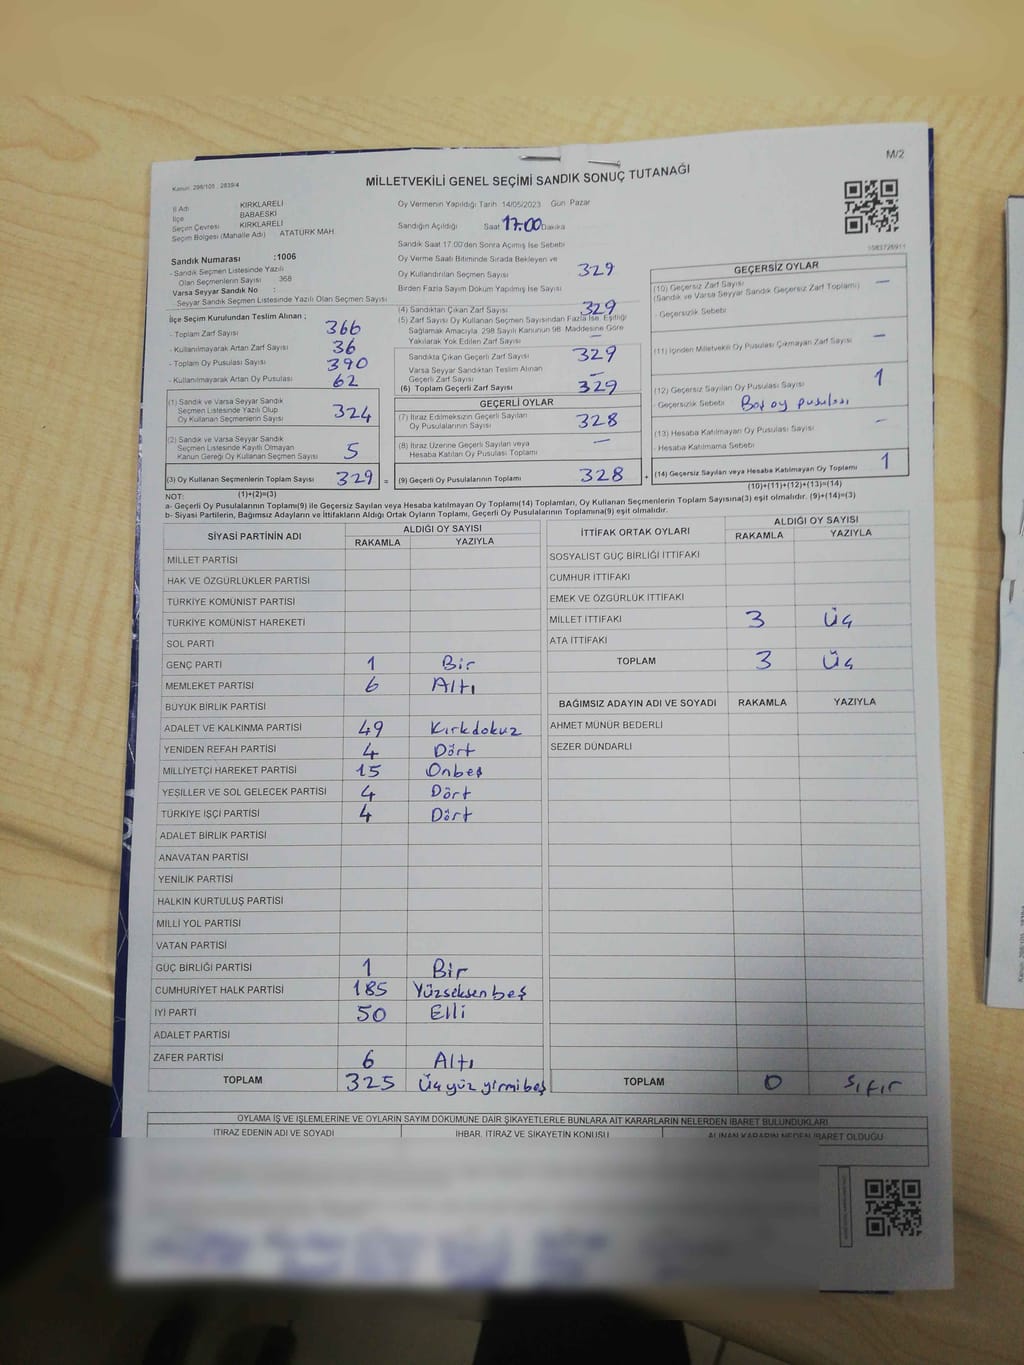 M/2
Kanun: 298/105 , 2839/4
MİLLETVEKİLİ GENEL SEÇİMİ SANDIK SONUÇ TUTANAĞI
İl Adı KIRKLARELİ
İlçe BABAESKİ
Seçim Çevresi KIRKLARELİ
Seçim Bölgesi (Mahalle Adı) ATATÜRK MAH
Sandık Numarası :1006
- Sandık Seçmen Listesinde Yazılı
Olan Seçmenlerin Sayısı 368
Varsa Seyyar Sandık No :
- Seyyar Sandık Seçmen Listesinde Yazılı Olan Seçmen Sayısı
Oy Vermenin Yapıldığı Tarih 14/05/2023 Gün Pazar
Sandığın Açıldığı Saat 17:00 Dakika
Sandık Saat 17.00'den Sonra Açılmış İse Sebebi
Oy Verme Saati Bitiminde Sırada Bekleyen ve
Oy Kullandırılan Seçmen Sayısı 329
Birden Fazla Sayım Döküm Yapılmış İse Sayısı
İlçe Seçim Kurulundan Teslim Alınan ;
- Toplam Zarf Sayısı 366
- Kullanılmayarak Artan Zarf Sayısı 36
- Toplam Oy Pusulası Sayısı 390
- Kullanılmayarak Artan Oy Pusulası 62
(1) Sandık ve Varsa Seyyar Sandık
Seçmen Listesinde Yazılı Olup
Oy Kullanan Seçmenlerin Sayısı 324
(2) Sandık ve Varsa Seyyar Sandık
Seçmen Listesinde Kayıtlı Olmayan
Kanun Gereği Oy Kullanan Seçmen Sayısı 5
(3) Oy Kullanan Seçmenlerin Toplam Sayısı 329 =
(1)+(2)=(3)
(4) Sandıktan Çıkan Zarf Sayısı 329
(5) Zarf Sayısı Oy Kullanan Seçmen Sayısından Fazla İse, Eşitliği
Sağlamak Amacıyla 298 Sayılı Kanunun 98. Maddesine Göre
Yakılarak Yok Edilen Zarf Sayısı —
Sandıkta Çıkan Geçerli Zarf Sayısı 329
Varsa Seyyar Sandıktan Teslim Alınan
Geçerli Zarf Sayısı —
(6) Toplam Geçerli Zarf Sayısı 329
GEÇERLİ OYLAR
(7) İtiraz Edilmeksizin Geçerli Sayılan
Oy Pusulalarının Sayısı 328
(8) İtiraz Üzerine Geçerli Sayılan veya
Hesaba Katılan Oy Pusulası Toplamı —
(9) Geçerli Oy Pusulalarının Toplamı 328 +
1083726911
GEÇERSİZ OYLAR
(10) Geçersiz Zarf Sayısı —
(Sandık ve Varsa Seyyar Sandık Geçersiz Zarf Toplamı)
- Geçersizlik Sebebi
(11) İçinden Milletvekili Oy Pusulası Çıkmayan Zarf Sayısı —
(12) Geçersiz Sayılan Oy Pusulası Sayısı 1
- Geçersizlik Sebebi Boş oy pusulası
(13) Hesaba Katılmayan Oy Pusulası Sayısı —
- Hesaba Katılmama Sebebi
(14) Geçersiz Sayılan veya Hesaba Katılmayan Oy Toplamı 1
(10)+(11)+(12)+(13)=(14)
NOT:
a- Geçerli Oy Pusulalarının Toplamı(9) ile Geçersiz Sayılan veya Hesaba Katılmayan Oy Toplamı(14) Toplamları, Oy Kullanan Seçmenlerin Toplam Sayısına(3) eşit olmalıdır. (9)+(14)=(3)
b- Siyasi Partilerin, Bağımsız Adayların ve İttifakların Aldığı Ortak Oyların Toplamı, Geçerli Oy Pusulalarının Toplamına(9) eşit olmalıdır.
SİYASİ PARTİNİN ADI ALDIĞI OY SAYISI
RAKAMLA YAZIYLA
MİLLET PARTİSİ
HAK VE ÖZGÜRLÜKLER PARTİSİ
TÜRKİYE KOMÜNİST PARTİSİ
TÜRKİYE KOMÜNİST HAREKETİ
SOL PARTİ
GENÇ PARTİ 1 Bir
MEMLEKET PARTİSİ 6 Altı
BÜYÜK BİRLİK PARTİSİ
ADALET VE KALKINMA PARTİSİ 49 Kırkdokuz
YENİDEN REFAH PARTİSİ 4 Dört
MİLLİYETÇİ HAREKET PARTİSİ 15 Onbeş
YEŞİLLER VE SOL GELECEK PARTİSİ 4 Dört
TÜRKİYE İŞÇİ PARTİSİ 4 Dört
ADALET BİRLİK PARTİSİ
ANAVATAN PARTİSİ
YENİLİK PARTİSİ
HALKIN KURTULUŞ PARTİSİ
MİLLİ YOL PARTİSİ
VATAN PARTİSİ
GÜÇ BİRLİĞİ PARTİSİ 1 Bir
CUMHURİYET HALK PARTİSİ 185 Yüzseksenbeş
İYİ PARTİ 50 Elli
ADALET PARTİSİ
ZAFER PARTİSİ 6 Altı
TOPLAM 325 Üçyüzyirmibeş
İTTİFAK ORTAK OYLARI ALDIĞI OY SAYISI
RAKAMLA YAZIYLA
SOSYALİST GÜÇ BİRLİĞİ İTTİFAKI
CUMHUR İTTİFAKI
EMEK VE ÖZGÜRLÜK İTTİFAKI
MİLLET İTTİFAKI 3 Üç
ATA İTTİFAKI
TOPLAM 3 Üç
BAĞIMSIZ ADAYIN ADI VE SOYADI RAKAMLA YAZIYLA
AHMET MÜNÜR BEDERLİ
SEZER DÜNDARLI
TOPLAM 0 Sıfır
OYLAMA İŞ VE İŞLEMLERİNE VE OYLARIN SAYIM DÖKÜMÜNE DAİR ŞİKAYETLERLE BUNLARA AİT KARARLARIN NELERDEN İBARET BULUNDUKLARI
İTİRAZ EDENİN ADI VE SOYADI İHBAR, İTİRAZ VE ŞİKAYETİN KONUSU ALINAN KARARIN NEDEN İBARET OLDUĞU